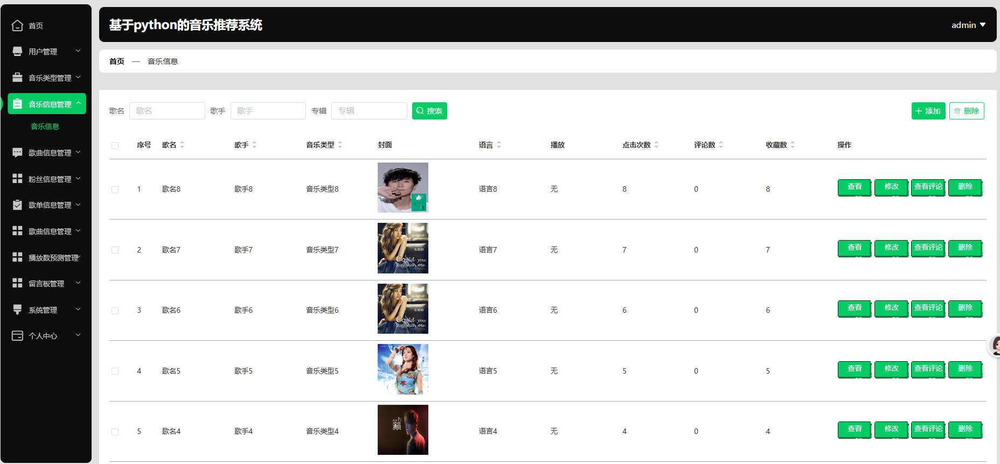 首页
用户管理
音乐类型管理
音乐信息管理
音乐信息
歌曲信息管理
粉丝信息管理
歌单信息管理
歌曲信息管理
播放数预测管理
留言板管理
系统管理
个人中心
基于python的音乐推荐系统
admin
首页 — 音乐信息
歌名 歌名 歌手 歌手 专辑 专辑 搜索 添加 删除
序号 歌名 歌手 音乐类型 封面 语言 播放 点击次数 评论数 收藏数 操作
1 歌名8 歌手8 音乐类型8 语言8 无 8 0 8 查看 修改 查看评论 删除
2 歌名7 歌手7 音乐类型7 语言7 无 7 0 7 查看 修改 查看评论 删除
张靓颖
Could you
Stay With me
3 歌名6 歌手6 音乐类型6 语言6 无 6 0 6 查看 修改 查看评论 删除
张靓颖
Could you
Stay With me
4 歌名5 歌手5 音乐类型5 语言5 无 5 0 5 查看 修改 查看评论 删除
5 歌名4 歌手4 音乐类型4 语言4 无 4 0 4 查看 修改 查看评论 删除